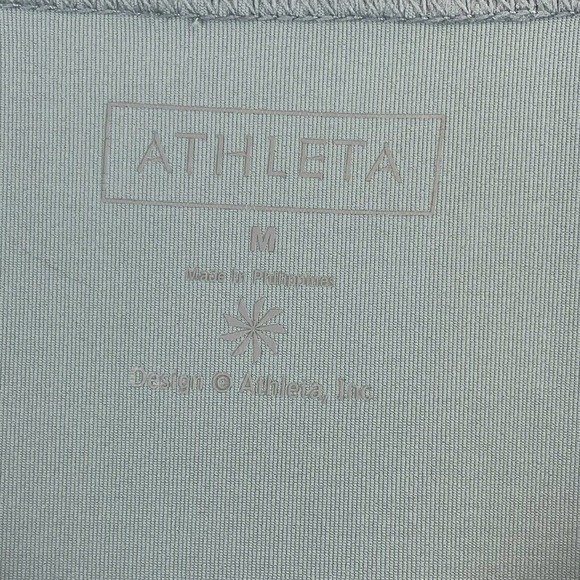 ATHLETA
M
Made in Philippines
Design © Athleta, Inc